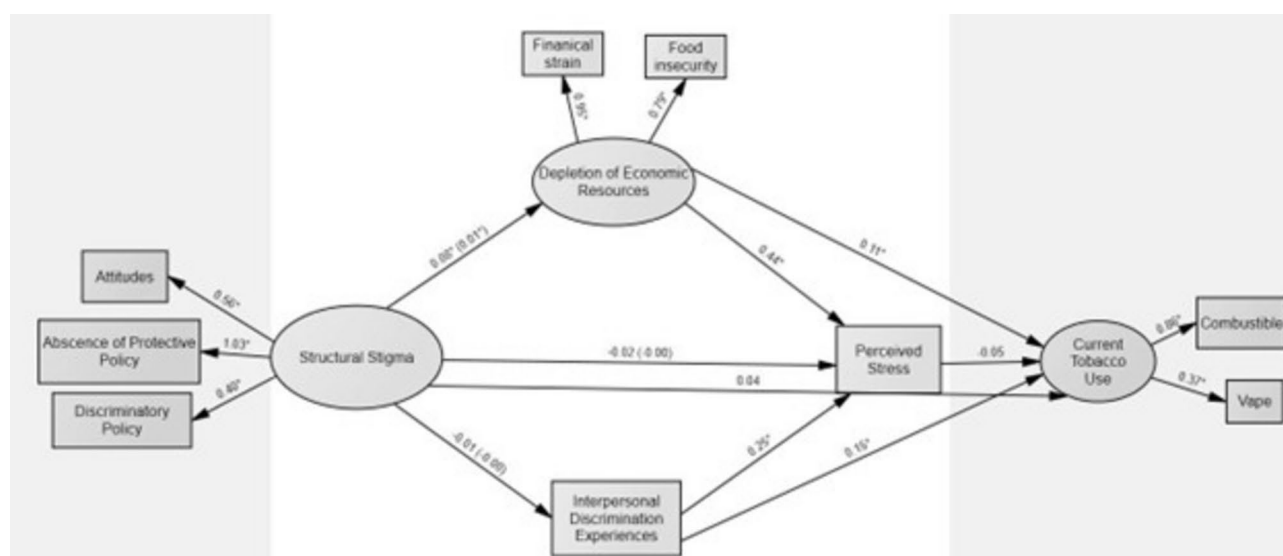 Finanical
strain
Food
insecurity
0.95*
0.79*
Depletion of Economic
Resources
0.08* (0.01*)
0.44*
0.11*
Attitudes
0.56*
Abscence of Protective
Policy
1.03*
Discriminatory
Policy
0.40*
Structural Stigma
-0.02 (-0.00)
0.04
Perceived
Stress
-0.05
Current
Tobacco
Use
0.86*
Combustible
0.37*
Vape
-0.01 (-0.00)
0.25*
0.15*
Interpersonal
Discrimination
Experiences